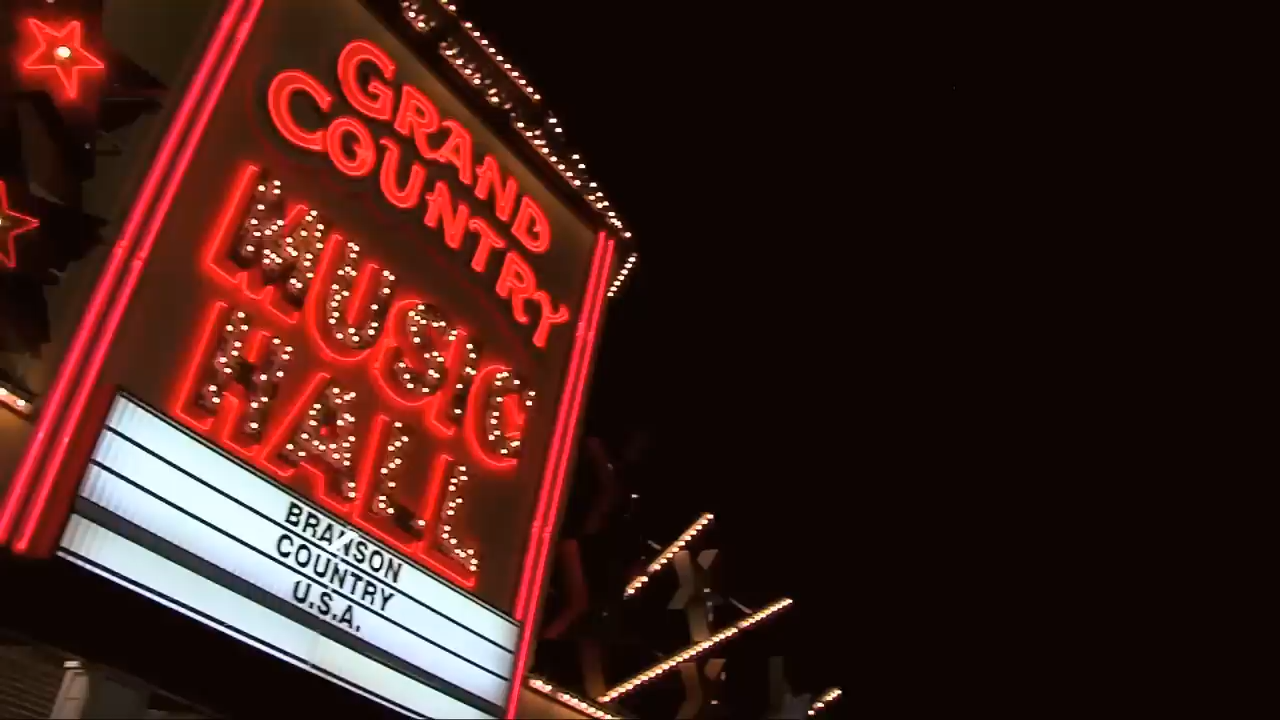 GRAND
COUNTRY
MUSIC
HALL
BRANSON
COUNTRY
U.S.A.